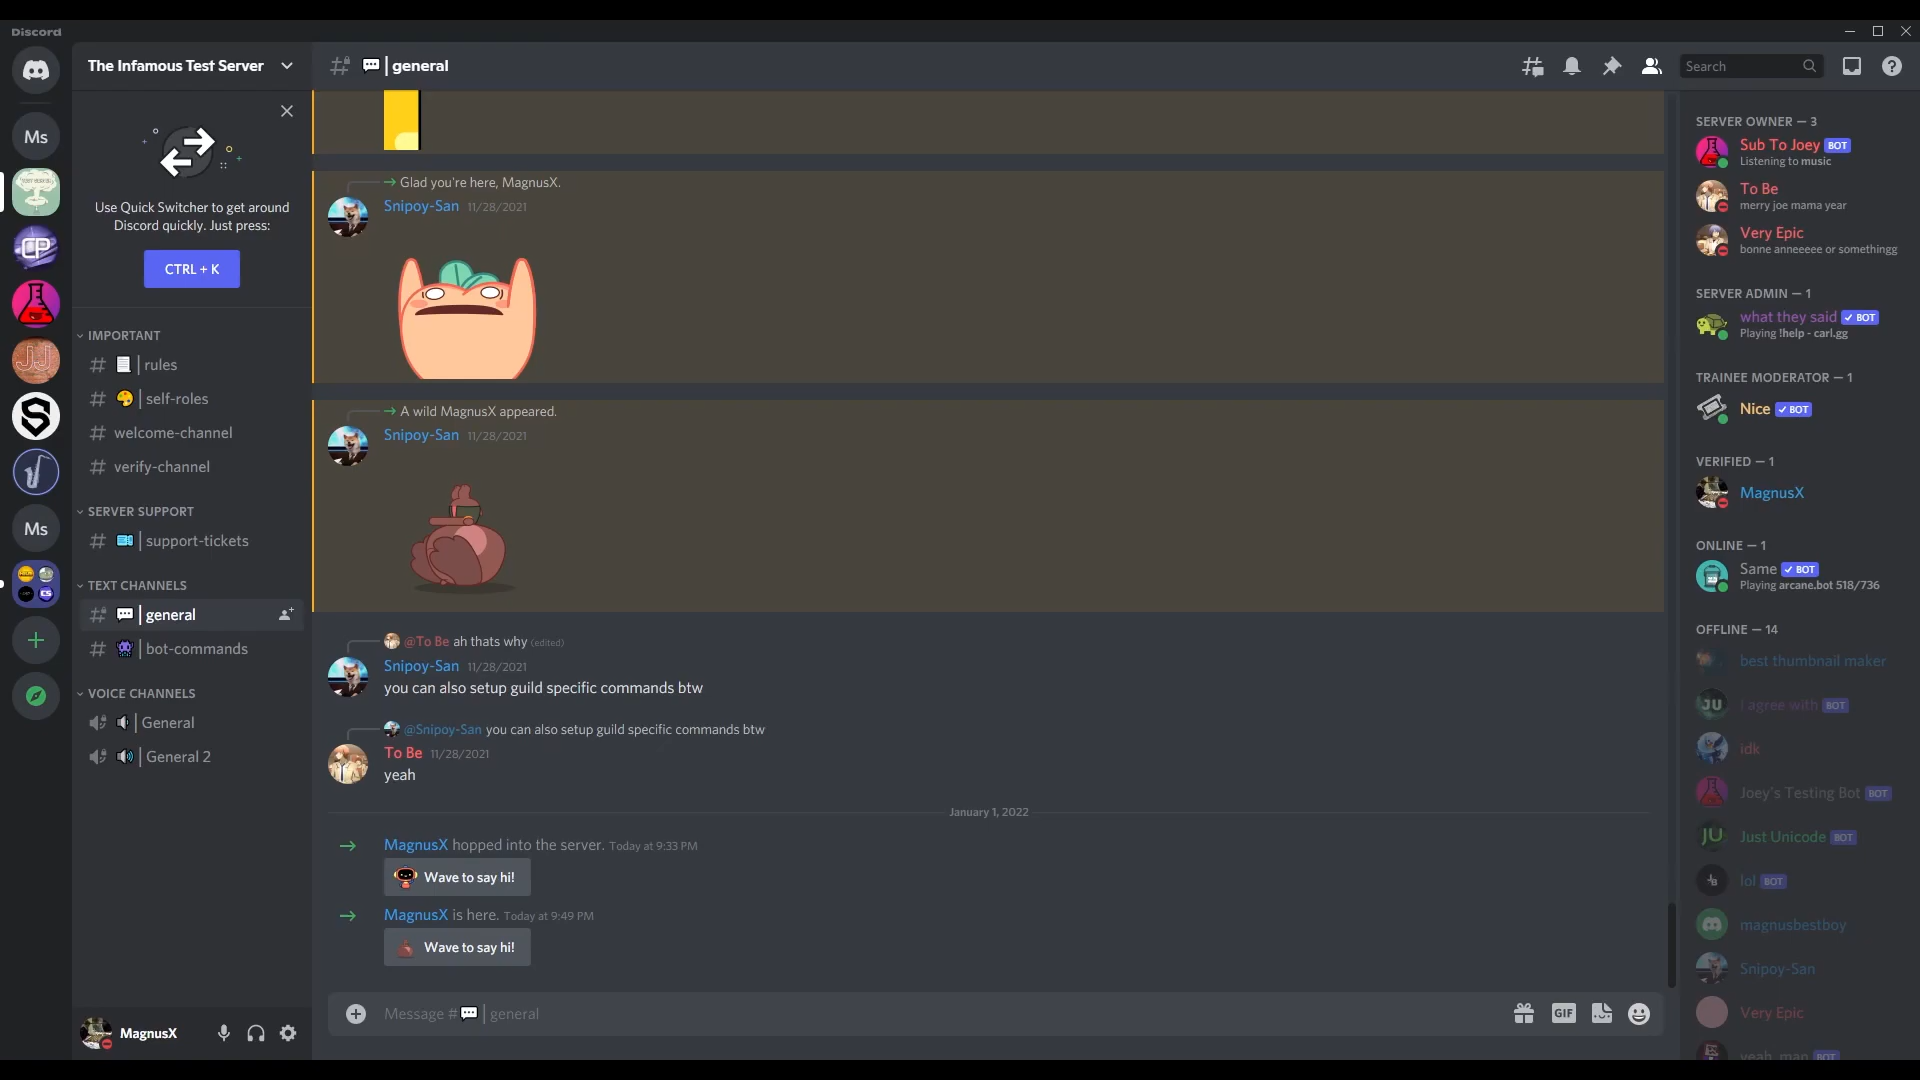 Discord
The Infamous Test Server
general
Search
Ms
CP
JJ
S
Ms
Use Quick Switcher to get around
Discord quickly. Just press:
CTRL + K
IMPORTANT
rules
self-roles
welcome-channel
verify-channel
SERVER SUPPORT
support-tickets
TEXT CHANNELS
general
bot-commands
VOICE CHANNELS
General
General 2
MagnusX
Glad you're here, MagnusX.
Snipoy-San 11/28/2021
A wild MagnusX appeared.
Snipoy-San 11/28/2021
@To Be ah thats why (edited)
Snipoy-San 11/28/2021
you can also setup guild specific commands btw
@Snipoy-San you can also setup guild specific commands btw
To Be 11/28/2021
yeah
January 1, 2022
MagnusX hopped into the server. Today at 9:33 PM
Wave to say hi!
MagnusX is here. Today at 9:49 PM
Wave to say hi!
Message # general
GIF
SERVER OWNER — 3
Sub To Joey BOT
Listening to music
To Be
merry joe mama year
Very Epic
bonne anneeeee or somethingg
SERVER ADMIN — 1
what they said ✓ BOT
Playing !help - carl.gg
TRAINEE MODERATOR — 1
Nice ✓ BOT
VERIFIED — 1
MagnusX
ONLINE — 1
Same ✓ BOT
Playing arcane.bot 518/736
OFFLINE — 14
best thumbnail maker
JU
i agree with BOT
idk
Joey's Testing Bot BOT
JU
Just Unicode BOT
lol BOT
magnusbestboy
Snipoy-San
Very Epic
yeah, man BOT